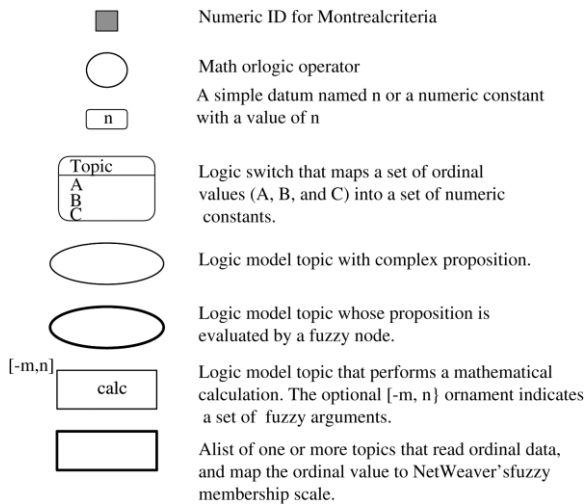 Numeric ID for Montrealcriteria
Math orlogic operator
A simple datum named n or a numeric constant
n
with a value of n
Topic
A
B
C
Logic switch that maps a set of ordinal
values (A, B, and C) into a set of numeric
constants.
Logic model topic with complex proposition.
Logic model topic whose proposition is
evaluated by a fuzzy node.
[-m,n]
calc
Logic model topic that performs a mathematical
calculation. The optional [-m, n} ornament indicates
a set of fuzzy arguments.
Alist of one or more topics that read ordinal data,
and map the ordinal value to NetWeaver'sfuzzy
membership scale.